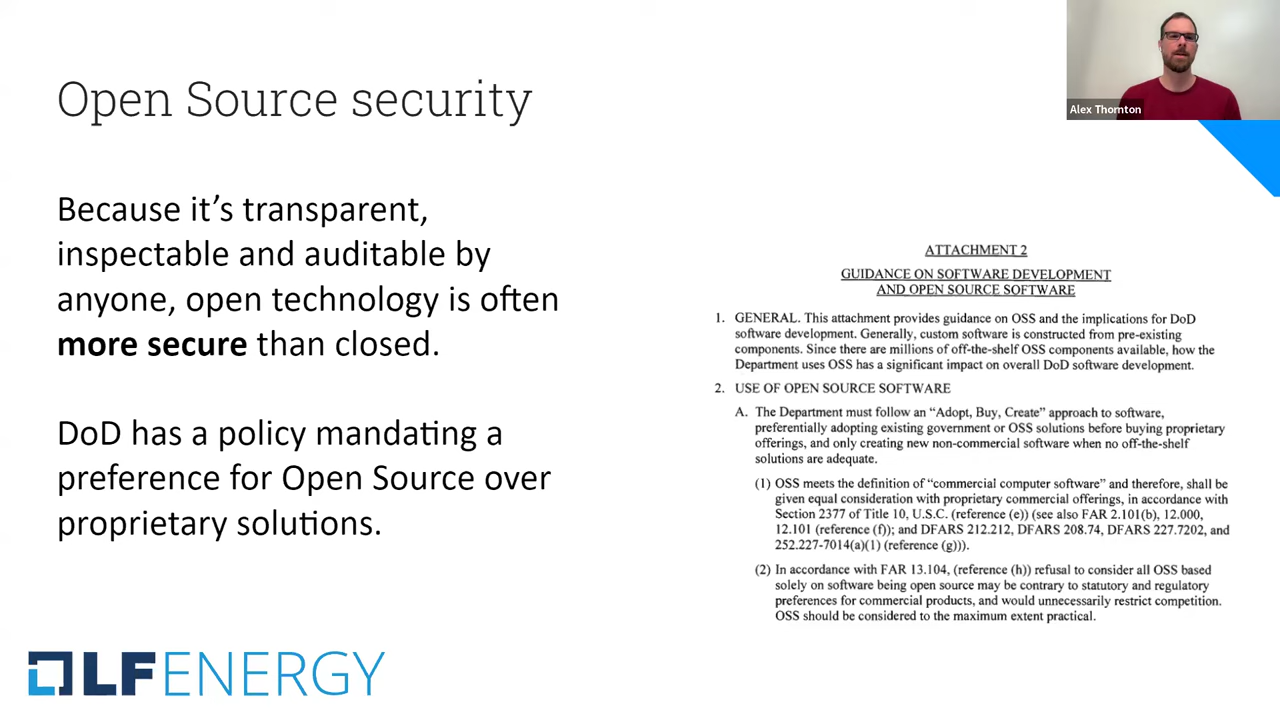 Open Source security
Because it’s transparent,
inspectable and auditable by
anyone, open technology is often
more secure than closed.
DoD has a policy mandating a
preference for Open Source over
proprietary solutions.
LFENERGY
Alex Thornton
ATTACHMENT 2
GUIDANCE ON SOFTWARE DEVELOPMENT
AND OPEN SOURCE SOFTWARE
1. GENERAL. This attachment provides guidance on OSS and the implications for DoD
software development. Generally, custom software is constructed from pre-existing
components. Since there are millions of off-the-shelf OSS components available, how the
Department uses OSS has a significant impact on overall DoD software development.
2. USE OF OPEN SOURCE SOFTWARE
A. The Department must follow an “Adopt, Buy, Create” approach to software,
preferentially adopting existing government or OSS solutions before buying proprietary
offerings, and only creating new non-commercial software when no off-the-shelf
solutions are adequate.
(1) OSS meets the definition of “commercial computer software” and therefore, shall be
given equal consideration with proprietary commercial offerings, in accordance with
Section 2377 of Title 10, U.S.C. (reference (e)) (see also FAR 2.101(b), 12.000,
12.101 (reference (f)); and DFARS 212.212, DFARS 208.74, DFARS 227.7202, and
252.227-7014(a)(1) (reference (g))).
(2) In accordance with FAR 13.104, (reference (h)) refusal to consider all OSS based
solely on software being open source may be contrary to statutory and regulatory
preferences for commercial products, and would unnecessarily restrict competition.
OSS should be considered to the maximum extent practical.